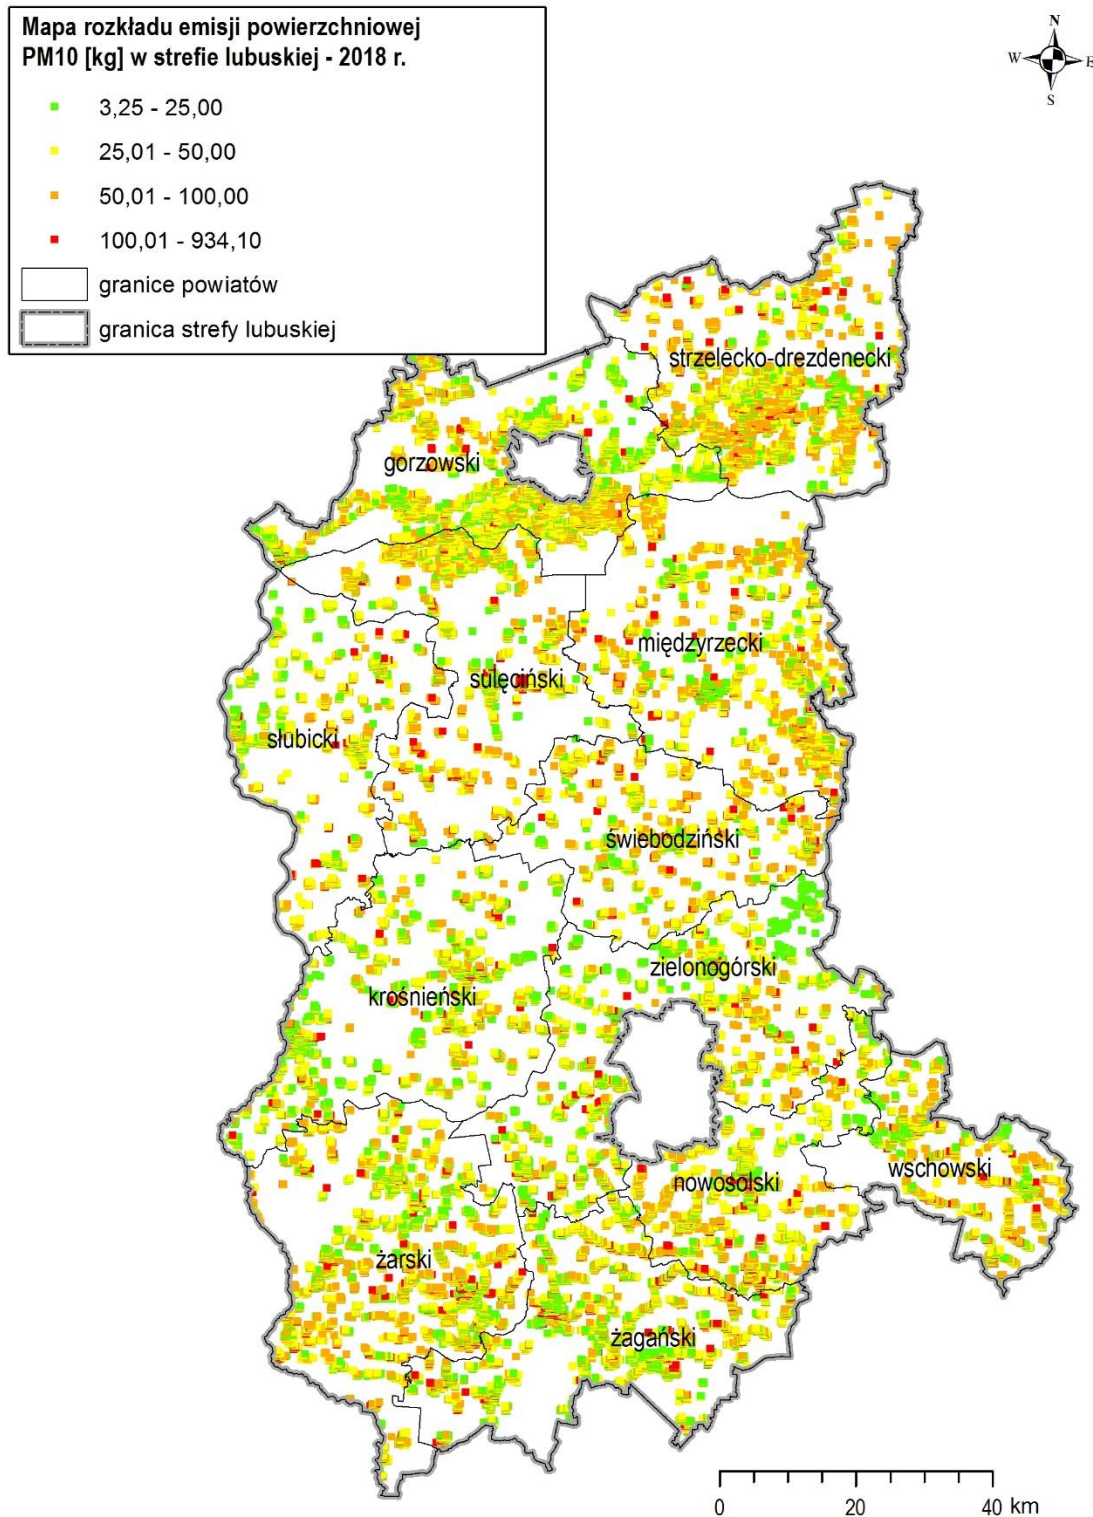 Mapa rozkładu emisji powierzchniowej
PM10 [kg] w strefie lubuskiej - 2018 r.
3,25 - 25,00
25,01 - 50,00
50,01 - 100,00
100,01 - 934,10
granice powiatów
granica strefy lubuskiej
N
W E
S
strzelecko-drezdenecki
gorzowski
międzyrzecki
sulęciński
słubicki
świebodziński
zielonogórski
krośnieński
wschowski
nowosolski
żarski
żagański
0 20 40 km